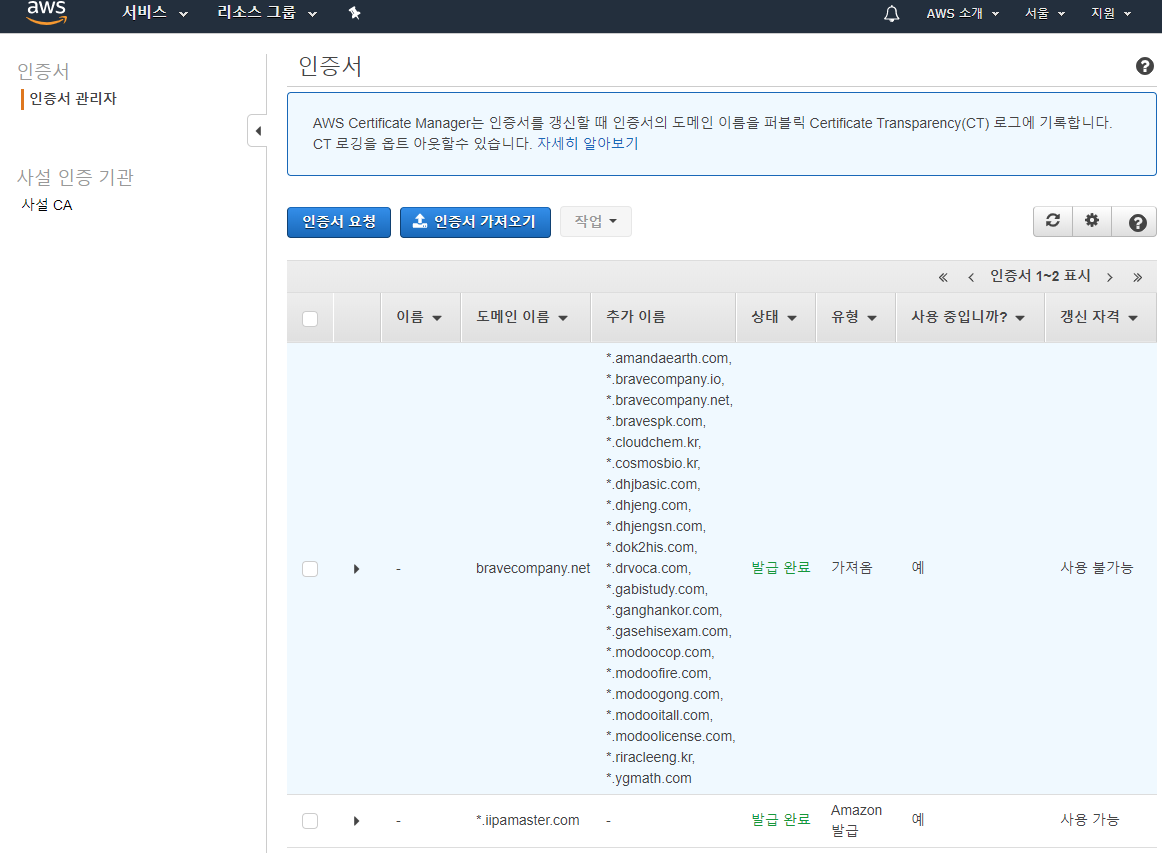 aws 서비스 리소스 그룹 AWS 소개 서울 지원
인증서
인증서 관리자
사설 인증 기관
사설 CA
인증서
AWS Certificate Manager는 인증서를 갱신할 때 인증서의 도메인 이름을 퍼블릭 Certificate Transparency(CT) 로그에 기록합니다.
CT 로깅을 옵트 아웃할수 있습니다. 자세히 알아보기
인증서 요청 인증서 가져오기 작업
« ‹ 인증서 1~2 표시 › »
이름 도메인 이름 추가 이름 상태 유형 사용 중입니까? 갱신 자격
*.amandaearth.com,
*.bravecompany.io,
*.bravecompany.net,
*.bravespk.com,
*.cloudchem.kr,
*.cosmosbio.kr,
*.dhjbasic.com,
*.dhjeng.com,
*.dhjengsn.com,
*.dok2his.com,
- bravecompany.net *.drvoca.com, 발급 완료 가져옴 예 사용 불가능
*.gabistudy.com,
*.ganghankor.com,
*.gasehisexam.com,
*.modoocop.com,
*.modoofire.com,
*.modoogong.com,
*.modooitall.com,
*.modoolicense.com,
*.riracleeng.kr,
*.ygmath.com
- *.iipamaster.com - 발급 완료 Amazon 발급 예 사용 가능